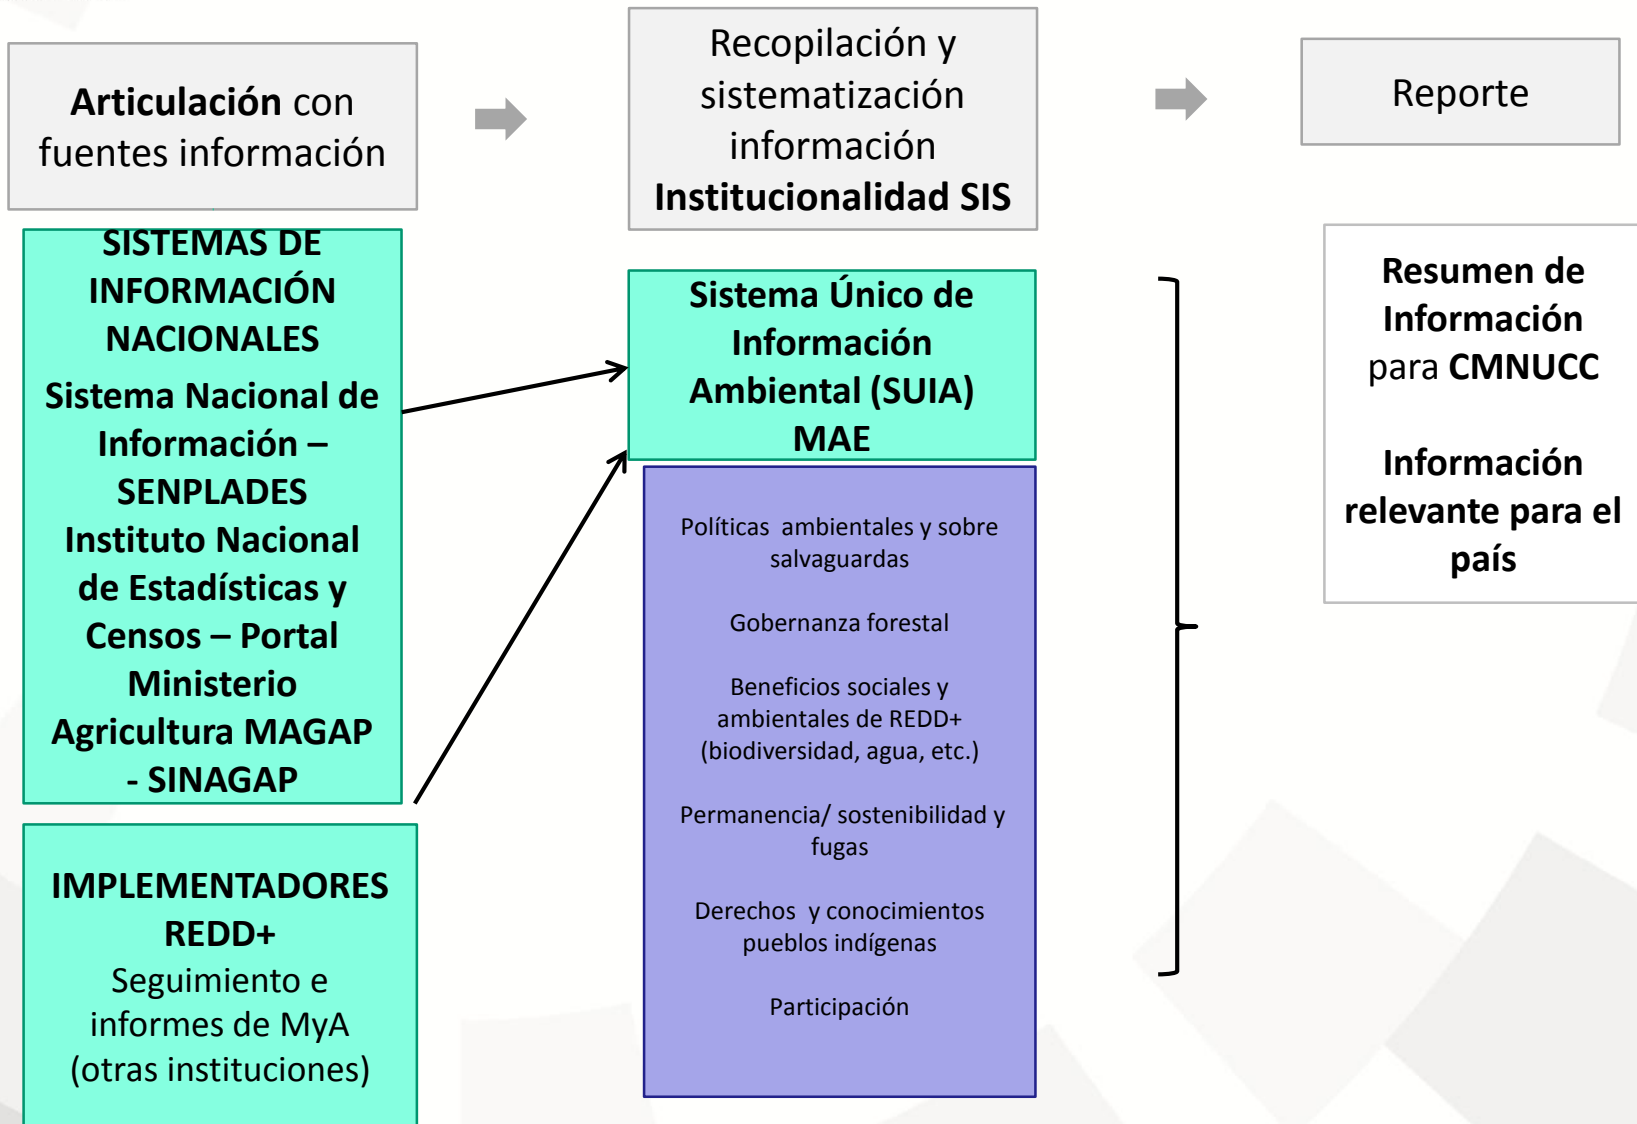 Articulación con
fuentes información
Recopilación y
sistematización
información
Institucionalidad SIS
Reporte
SISTEMAS DE
INFORMACIÓN
NACIONALES
Sistema Nacional de
Información –
SENPLADES
Instituto Nacional
de Estadísticas y
Censos – Portal
Ministerio
Agricultura MAGAP
- SINAGAP
IMPLEMENTADORES
REDD+
Seguimiento e
informes de MyA
(otras instituciones)
Sistema Único de
Información
Ambiental (SUIA)
MAE
Políticas ambientales y sobre
salvaguardas
Gobernanza forestal
Beneficios sociales y
ambientales de REDD+
(biodiversidad, agua, etc.)
Permanencia/ sostenibilidad y
fugas
Derechos y conocimientos
pueblos indígenas
Participación
Resumen de
Información
para CMNUCC
Información
relevante para el
país